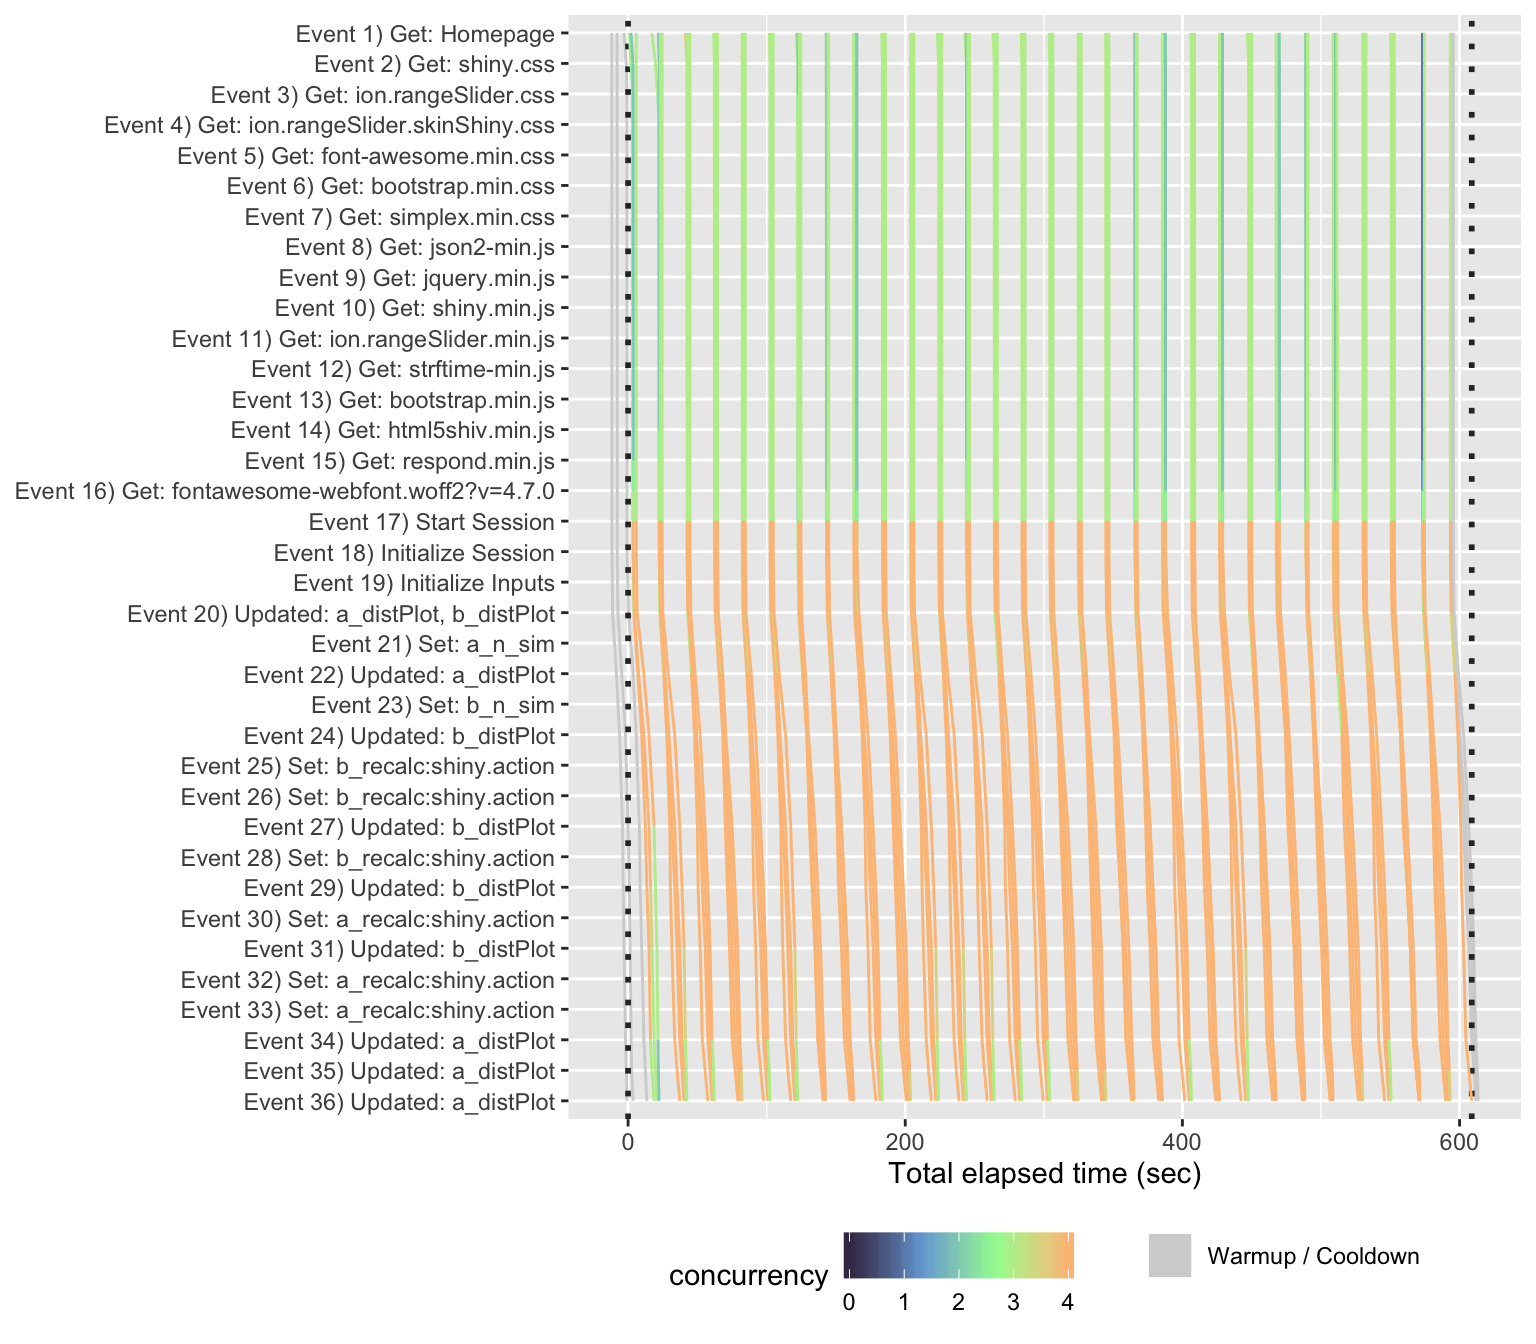 Event 1) Get: Homepage
Event 2) Get: shiny.css
Event 3) Get: ion.rangeSlider.css
Event 4) Get: ion.rangeSlider.skinShiny.css
Event 5) Get: font-awesome.min.css
Event 6) Get: bootstrap.min.css
Event 7) Get: simplex.min.css
Event 8) Get: json2-min.js
Event 9) Get: jquery.min.js
Event 10) Get: shiny.min.js
Event 11) Get: ion.rangeSlider.min.js
Event 12) Get: strftime-min.js
Event 13) Get: bootstrap.min.js
Event 14) Get: html5shiv.min.js
Event 15) Get: respond.min.js
Event 16) Get: fontawesome-webfont.woff2?v=4.7.0
Event 17) Start Session
Event 18) Initialize Session
Event 19) Initialize Inputs
Event 20) Updated: a_distPlot, b_distPlot
Event 21) Set: a_n_sim
Event 22) Updated: a_distPlot
Event 23) Set: b_n_sim
Event 24) Updated: b_distPlot
Event 25) Set: b_recalc:shiny.action
Event 26) Set: b_recalc:shiny.action
Event 27) Updated: b_distPlot
Event 28) Set: b_recalc:shiny.action
Event 29) Updated: b_distPlot
Event 30) Set: a_recalc:shiny.action
Event 31) Updated: b_distPlot
Event 32) Set: a_recalc:shiny.action
Event 33) Set: a_recalc:shiny.action
Event 34) Updated: a_distPlot
Event 35) Updated: a_distPlot
Event 36) Updated: a_distPlot
0 200 400 600
Total elapsed time (sec)
concurrency
0 1 2 3 4
Warmup / Cooldown